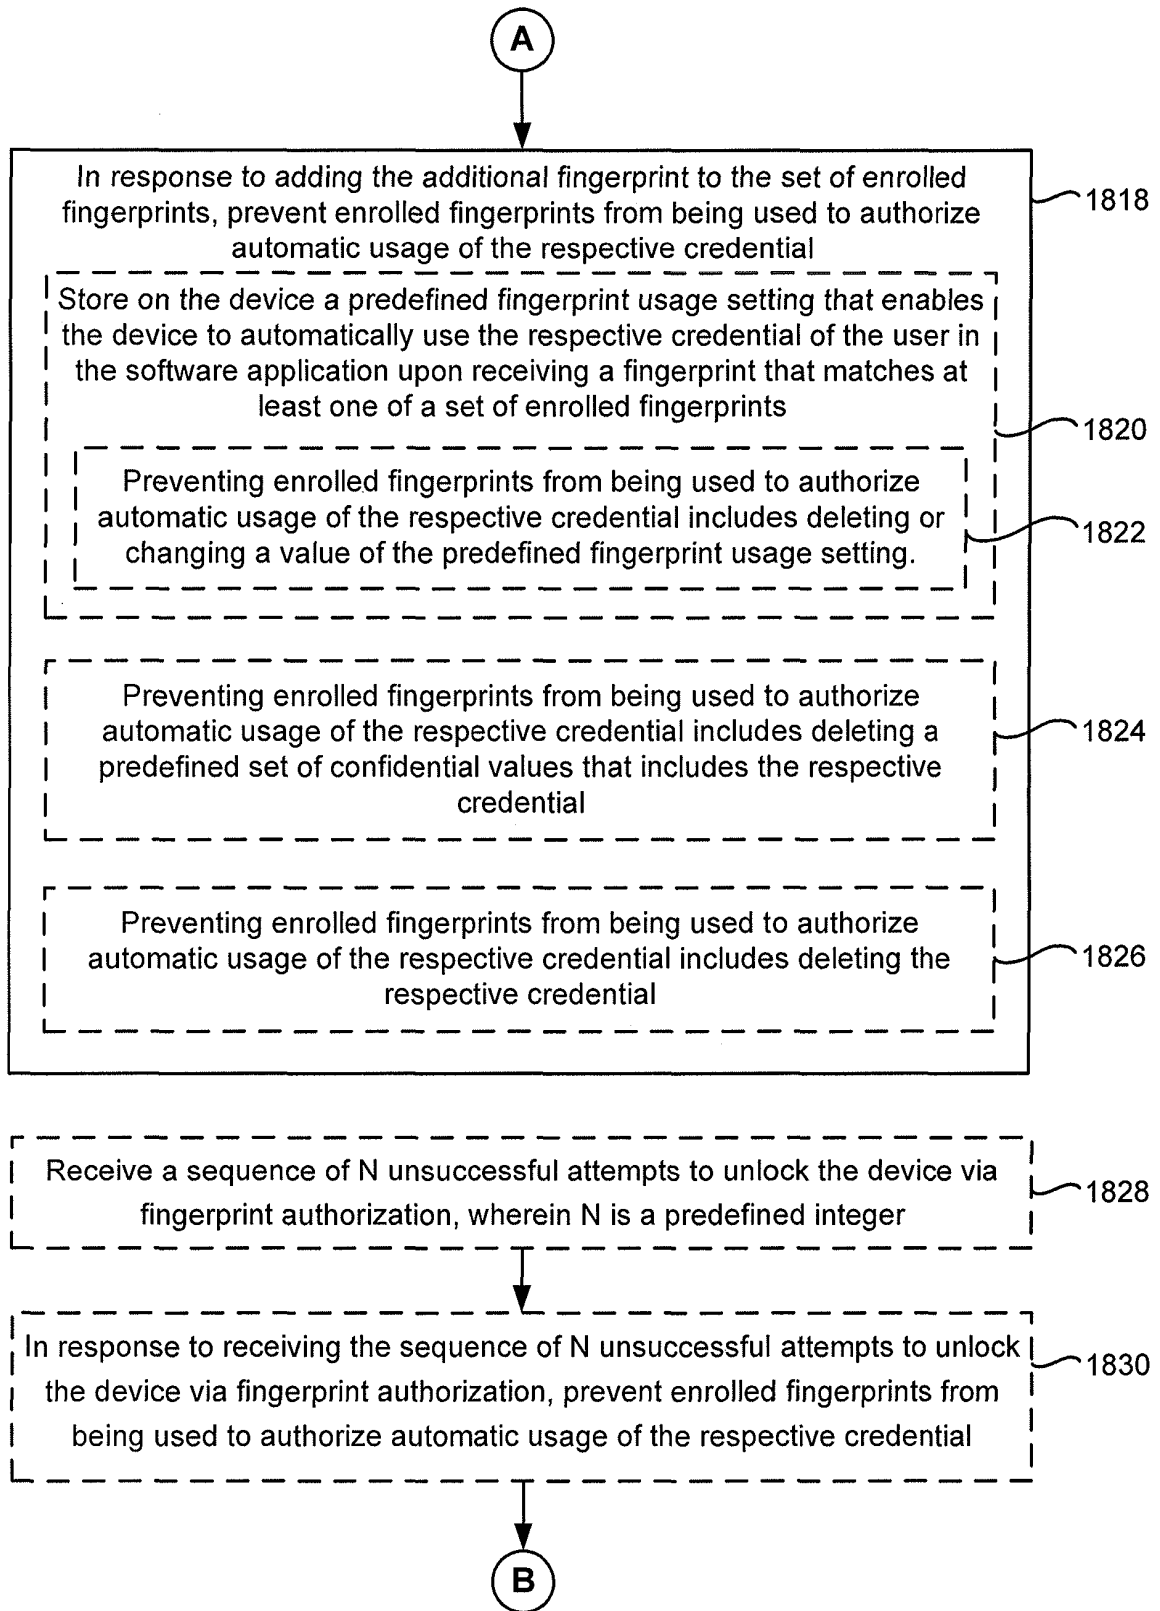 A
In response to adding the additional fingerprint to the set of enrolled
fingerprints, prevent enrolled fingerprints from being used to authorize
automatic usage of the respective credential
1818
Store on the device a predefined fingerprint usage setting that enables
the device to automatically use the respective credential of the user in
the software application upon receiving a fingerprint that matches at
least one of a set of enrolled fingerprints
1820
Preventing enrolled fingerprints from being used to authorize
automatic usage of the respective credential includes deleting or
changing a value of the predefined fingerprint usage setting.
1822
Preventing enrolled fingerprints from being used to authorize
automatic usage of the respective credential includes deleting a
predefined set of confidential values that includes the respective
credential
1824
Preventing enrolled fingerprints from being used to authorize
automatic usage of the respective credential includes deleting the
respective credential
1826
Receive a sequence of N unsuccessful attempts to unlock the device via
fingerprint authorization, wherein N is a predefined integer
1828
In response to receiving the sequence of N unsuccessful attempts to unlock
the device via fingerprint authorization, prevent enrolled fingerprints from
being used to authorize automatic usage of the respective credential
1830
B